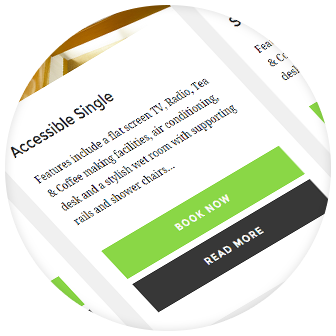 Accessible Single
Features include a flat screen TV, Radio, Tea
& Coffee making facilities, air conditioning,
desk and a stylish wet room with supporting
rails and shower chairs...
BOOK NOW
READ MORE
S
Fea
& Co
desl